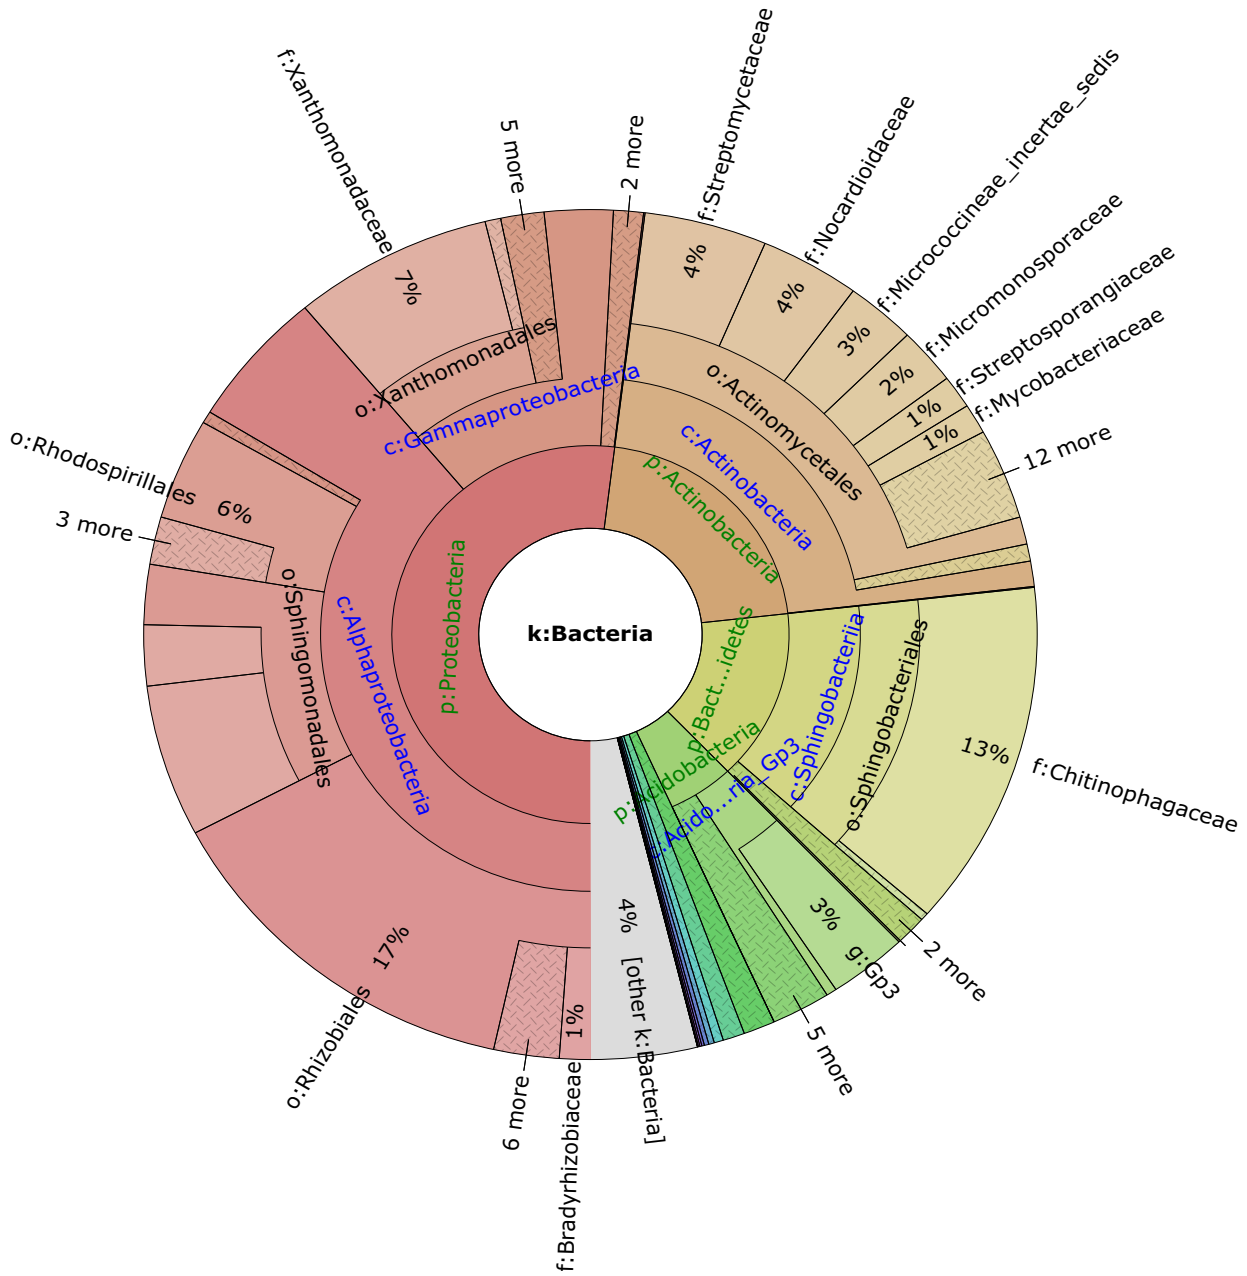 f:Xanthomonadaceae
7%
5 more
2 more
f:Streptomycetaceae
4%
f:Nocardioidaceae
4%
f:Micrococcineae_incertae_sedis
3%
f:Micromonosporaceae
2%
f:Streptosporangiaceae
1%
f:Mycobacteriaceae
1%
12 more
o:Xanthomonadales
c:Gammaproteobacteria
o:Actinomycetales
c:Actinobacteria
p:Actinobacteria
o:Rhodospirillales
6%
3 more
o:Sphingomonadales
c:Alphaproteobacteria
p:Proteobacteria
k:Bacteria
p:Bact...idetes
c:Sphingobacteriia
o:Sphingobacteriales
13%
f:Chitinophagaceae
p:Acidobacteria
c:Acido...ria_Gp3
3%
g:Gp3
2 more
5 more
4%
[other k:Bacteria]
17%
o:Rhizobiales
6 more
1%
f:Bradyrhizobiaceae